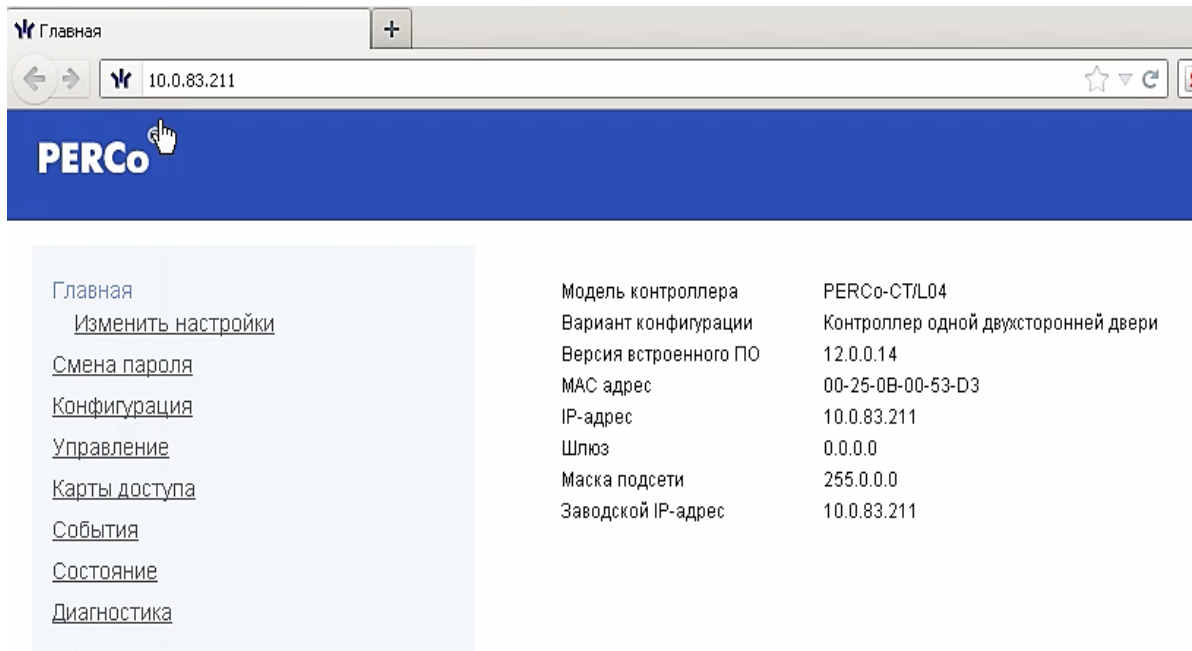 Главная
10.0.83.211
PERCo
Главная
Изменить настройки
Смена пароля
Конфигурация
Управление
Карты доступа
События
Состояние
Диагностика
Модель контроллера PERCo-CT/L04
Вариант конфигурации Контроллер одной двухсторонней двери
Версия встроенного ПО 12.0.0.14
MAC адрес 00-25-0B-00-53-D3
IP-адрес 10.0.83.211
Шлюз 0.0.0.0
Маска подсети 255.0.0.0
Заводской IP-адрес 10.0.83.211